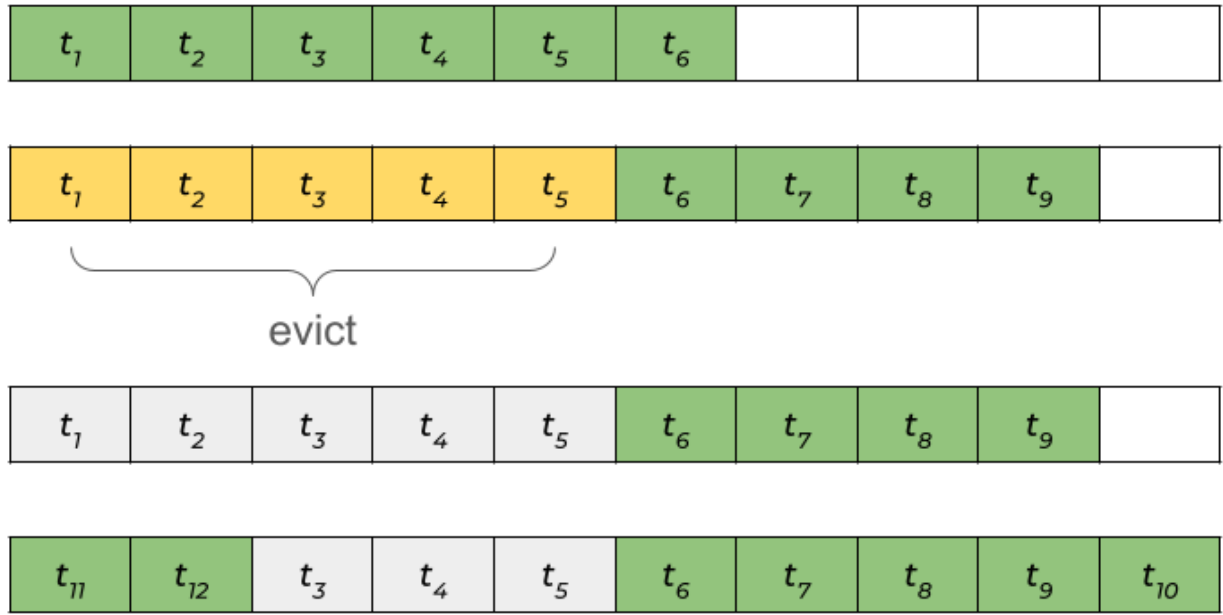 t₁ t₂ t₃ t₄ t₅ t₆
t₁ t₂ t₃ t₄ t₅ t₆ t₇ t₈ t₉
evict
t₁ t₂ t₃ t₄ t₅ t₆ t₇ t₈ t₉
t₁₁ t₁₂ t₃ t₄ t₅ t₆ t₇ t₈ t₉ t₁₀